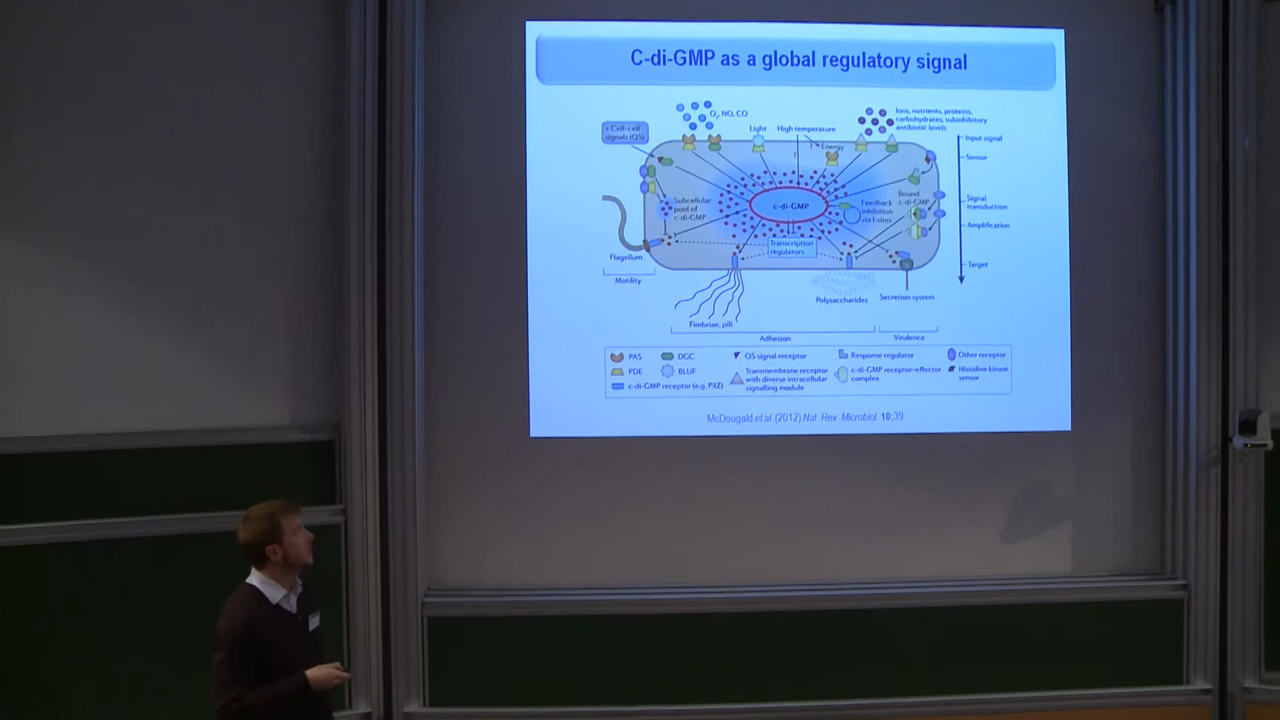 C-di-GMP as a global regulatory signal
O2, NO, CO
Ions, nutrients, proteins,
carbohydrates, subinhibitory
antibiotic levels
• Cell–cell
signals (QS)
Light
High temperature
Input signal
?
?
Energy
Sensor
Bound
c-di-GMP
Subcellular
pool of
c-di-GMP
c-di-GMP
Feedback
inhibition
via I-sites
Signal
transduction
Amplification
Transcription
regulators
Flagellum
Target
Motility
Polysaccharides
Secretion system
Fimbriae, pili
Adhesion
Virulence
PAS
DGC
QS signal receptor
Response regulator
Other receptor
PDE
BLUF
Transmembrane receptor
with diverse intracellular
signalling module
c-di-GMP receptor–effector
complex
Histidine kinase
sensor
c-di-GMP receptor (e.g. PilZ)
McDougald et al (2012) Nat Rev Microbiol 10:39